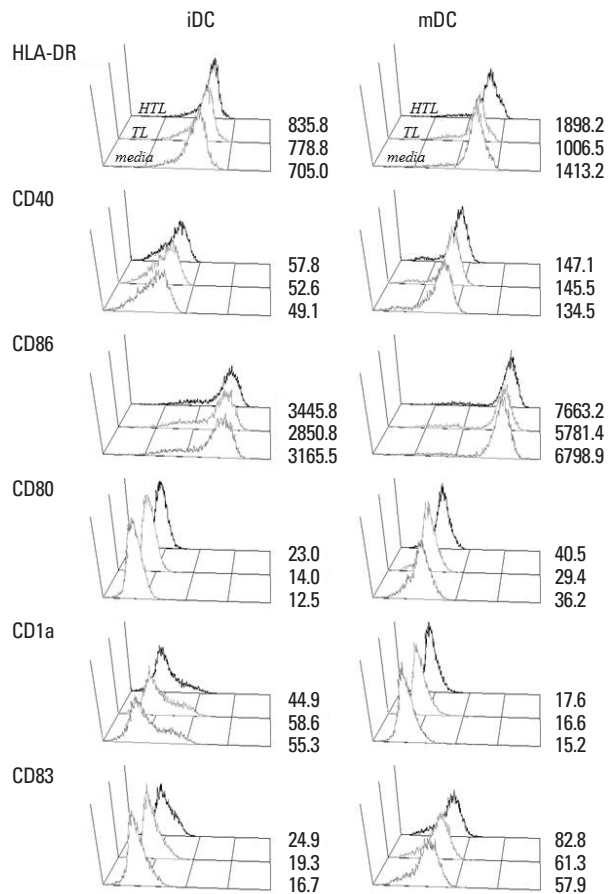 iDC mDC
HLA-DR
HTL HTL
TL 835.8 TL 1898.2
778.8 1006.5
media 705.0 media 1413.2
CD40
57.8 147.1
52.6 145.5
49.1 134.5
CD86
3445.8 7663.2
2850.8 5781.4
3165.5 6798.9
CD80
23.0 40.5
14.0 29.4
12.5 36.2
CD1a
44.9 17.6
58.6 16.6
55.3 15.2
CD83
24.9 82.8
19.3 61.3
16.7 57.9